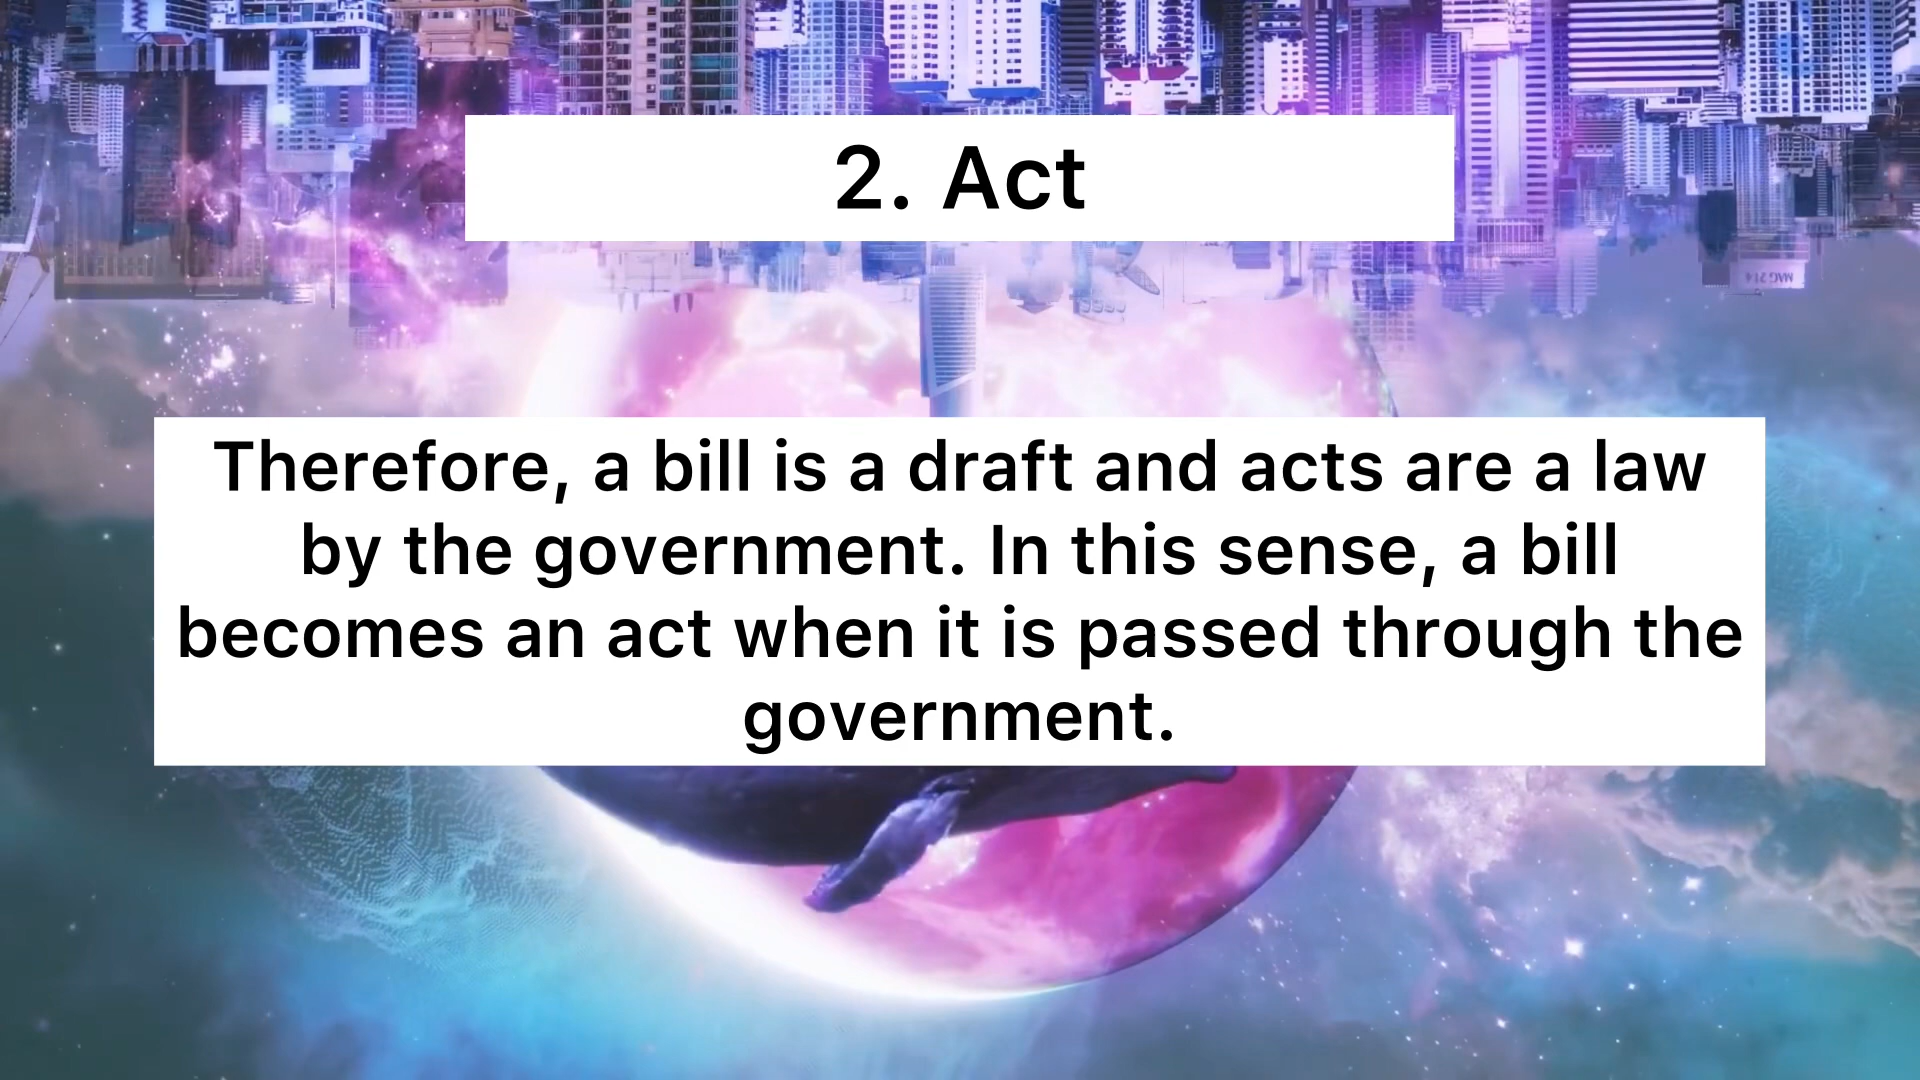 2. Act
Therefore, a bill is a draft and acts are a law
by the government. In this sense, a bill
becomes an act when it is passed through the
government.